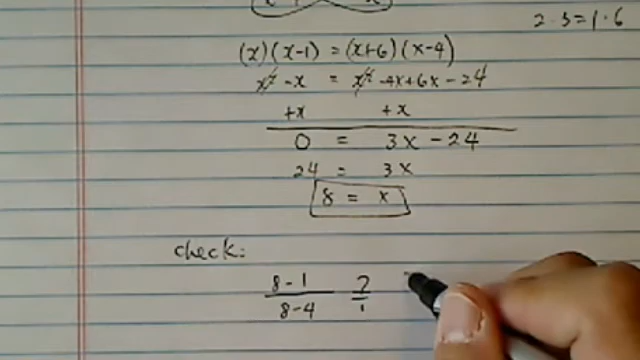 2·3=1·6
(x)(x-1) = (x+6)(x-4)
x² -x = x² -4x+6x-24
+x +x
0 = 3x-24
24 = 3x
8 = x
check:
8-1
8-4
?